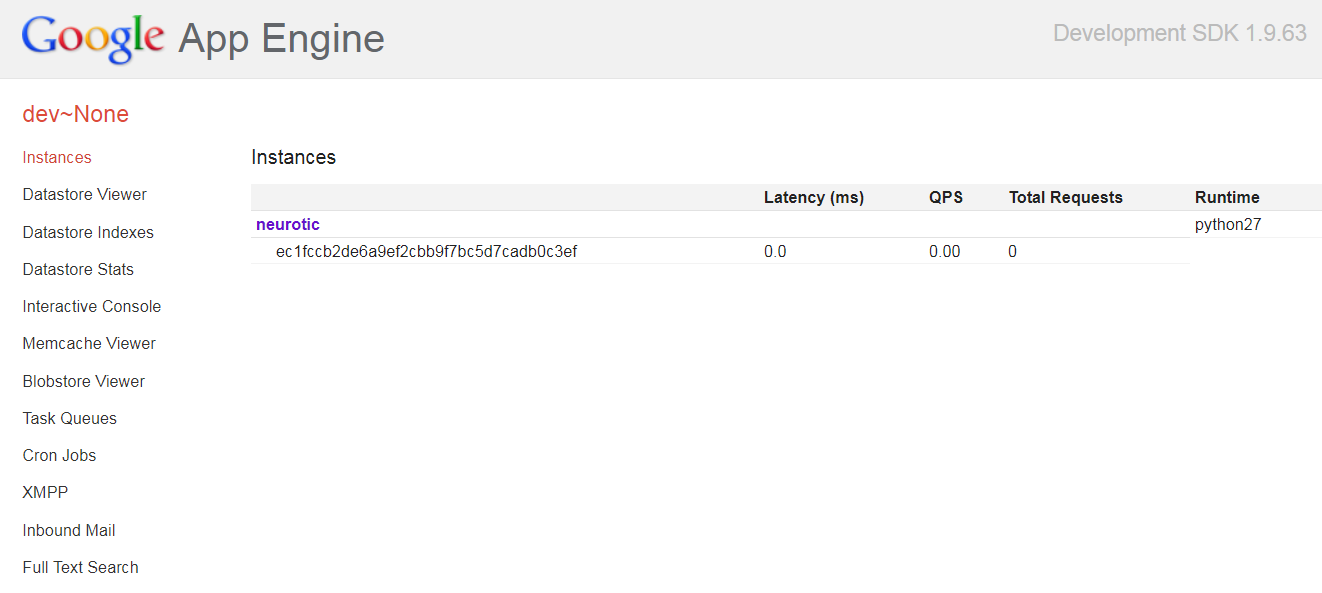 Google App Engine
Development SDK 1.9.63
dev~None
Instances
Datastore Viewer
Datastore Indexes
Datastore Stats
Interactive Console
Memcache Viewer
Blobstore Viewer
Task Queues
Cron Jobs
XMPP
Inbound Mail
Full Text Search
Instances
Latency (ms) QPS Total Requests Runtime
neurotic python27
ec1fccb2de6a9ef2cbb9f7bc5d7cadb0c3ef 0.0 0.00 0